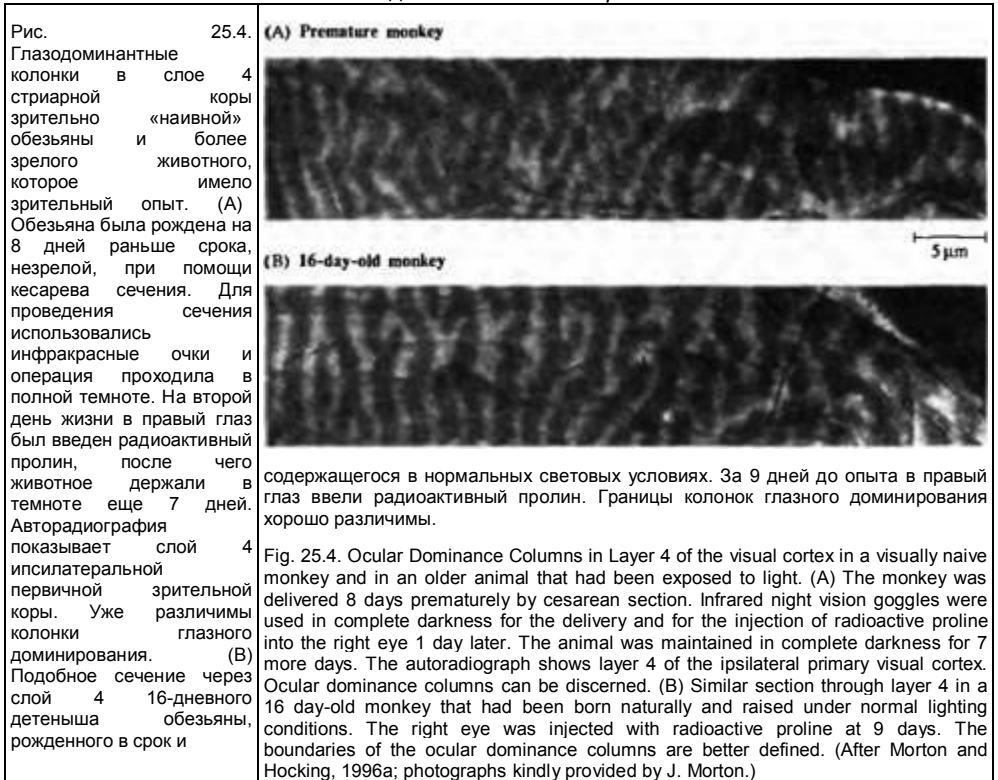 Рис. 25.4.
Глазодоминантные
колонки в слое 4
стриарной коры
зрительно «наивной»
обезьяны и более
зрелого животного,
которое имело
зрительный опыт. (А)
Обезьяна была рождена на
8 дней раньше срока,
незрелой, при помощи
кесарева сечения. Для
проведения сечения
использовались
инфракрасные очки и
операция проходила в
полной темноте. На второй
день жизни в правый глаз
был введен радиоактивный
пролин, после чего
животное держали в
темноте еще 7 дней.
Авторадиография
показывает слой 4
ипсилатеральной
первичной зрительной
коры. Уже различимы
колонки глазного
доминирования. (В)
Подобное сечение через
слой 4 16-дневного
детеныша обезьяны,
рожденного в срок и
(A) Premature monkey
5 µm
(B) 16-day-old monkey
содержащегося в нормальных световых условиях. За 9 дней до опыта в правый
глаз ввели радиоактивный пролин. Границы колонок глазного доминирования
хорошо различимы.
Fig. 25.4. Ocular Dominance Columns in Layer 4 of the visual cortex in a visually naive
monkey and in an older animal that had been exposed to light. (A) The monkey was
delivered 8 days prematurely by cesarean section. Infrared night vision goggles were
used in complete darkness for the delivery and for the injection of radioactive proline
into the right eye 1 day later. The animal was maintained in complete darkness for 7
more days. The autoradiograph shows layer 4 of the ipsilateral primary visual cortex.
Ocular dominance columns can be discerned. (B) Similar section through layer 4 in a
16 day-old monkey that had been born naturally and raised under normal lighting
conditions. The right eye was injected with radioactive proline at 9 days. The
boundaries of the ocular dominance columns are better defined. (After Morton and
Hocking, 1996a; photographs kindly provided by J. Morton.)